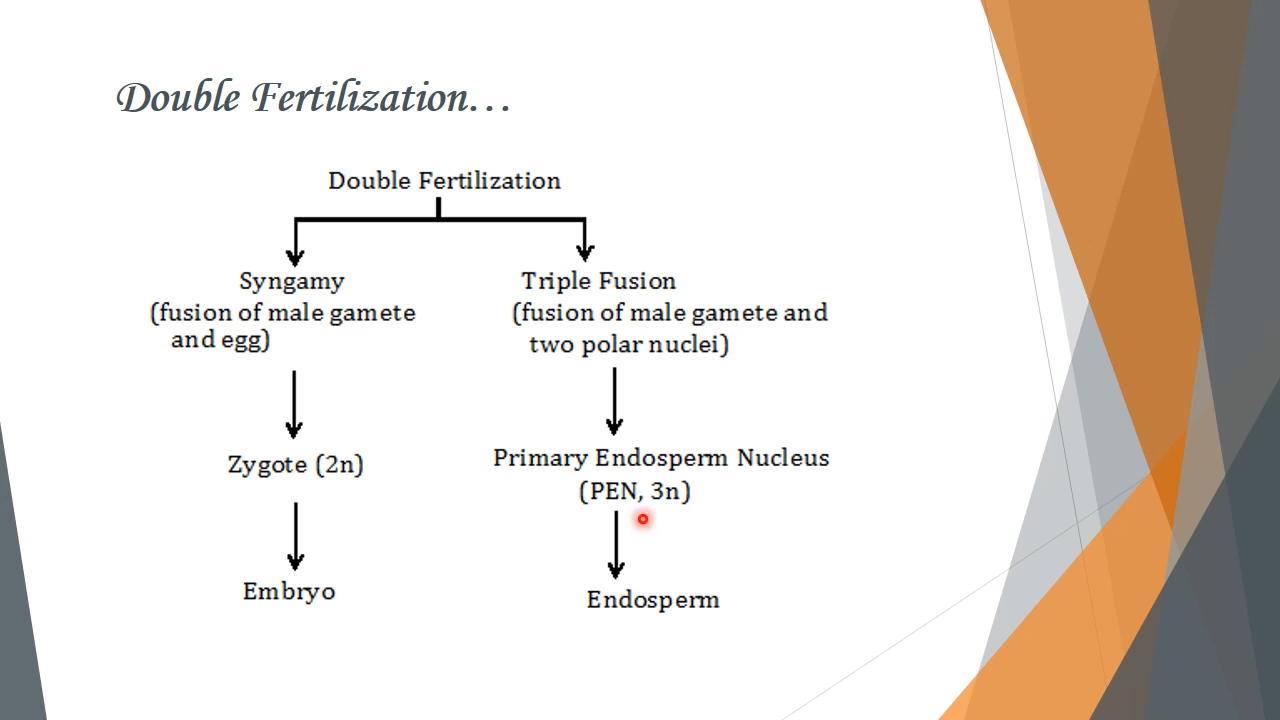 Double Fertilization...
Double Fertilization
Syngamy
(fusion of male gamete
and egg)
Zygote (2n)
Embryo
Triple Fusion
(fusion of male gamete and
two polar nuclei)
Primary Endosperm Nucleus
(PEN, 3n)
Endosperm